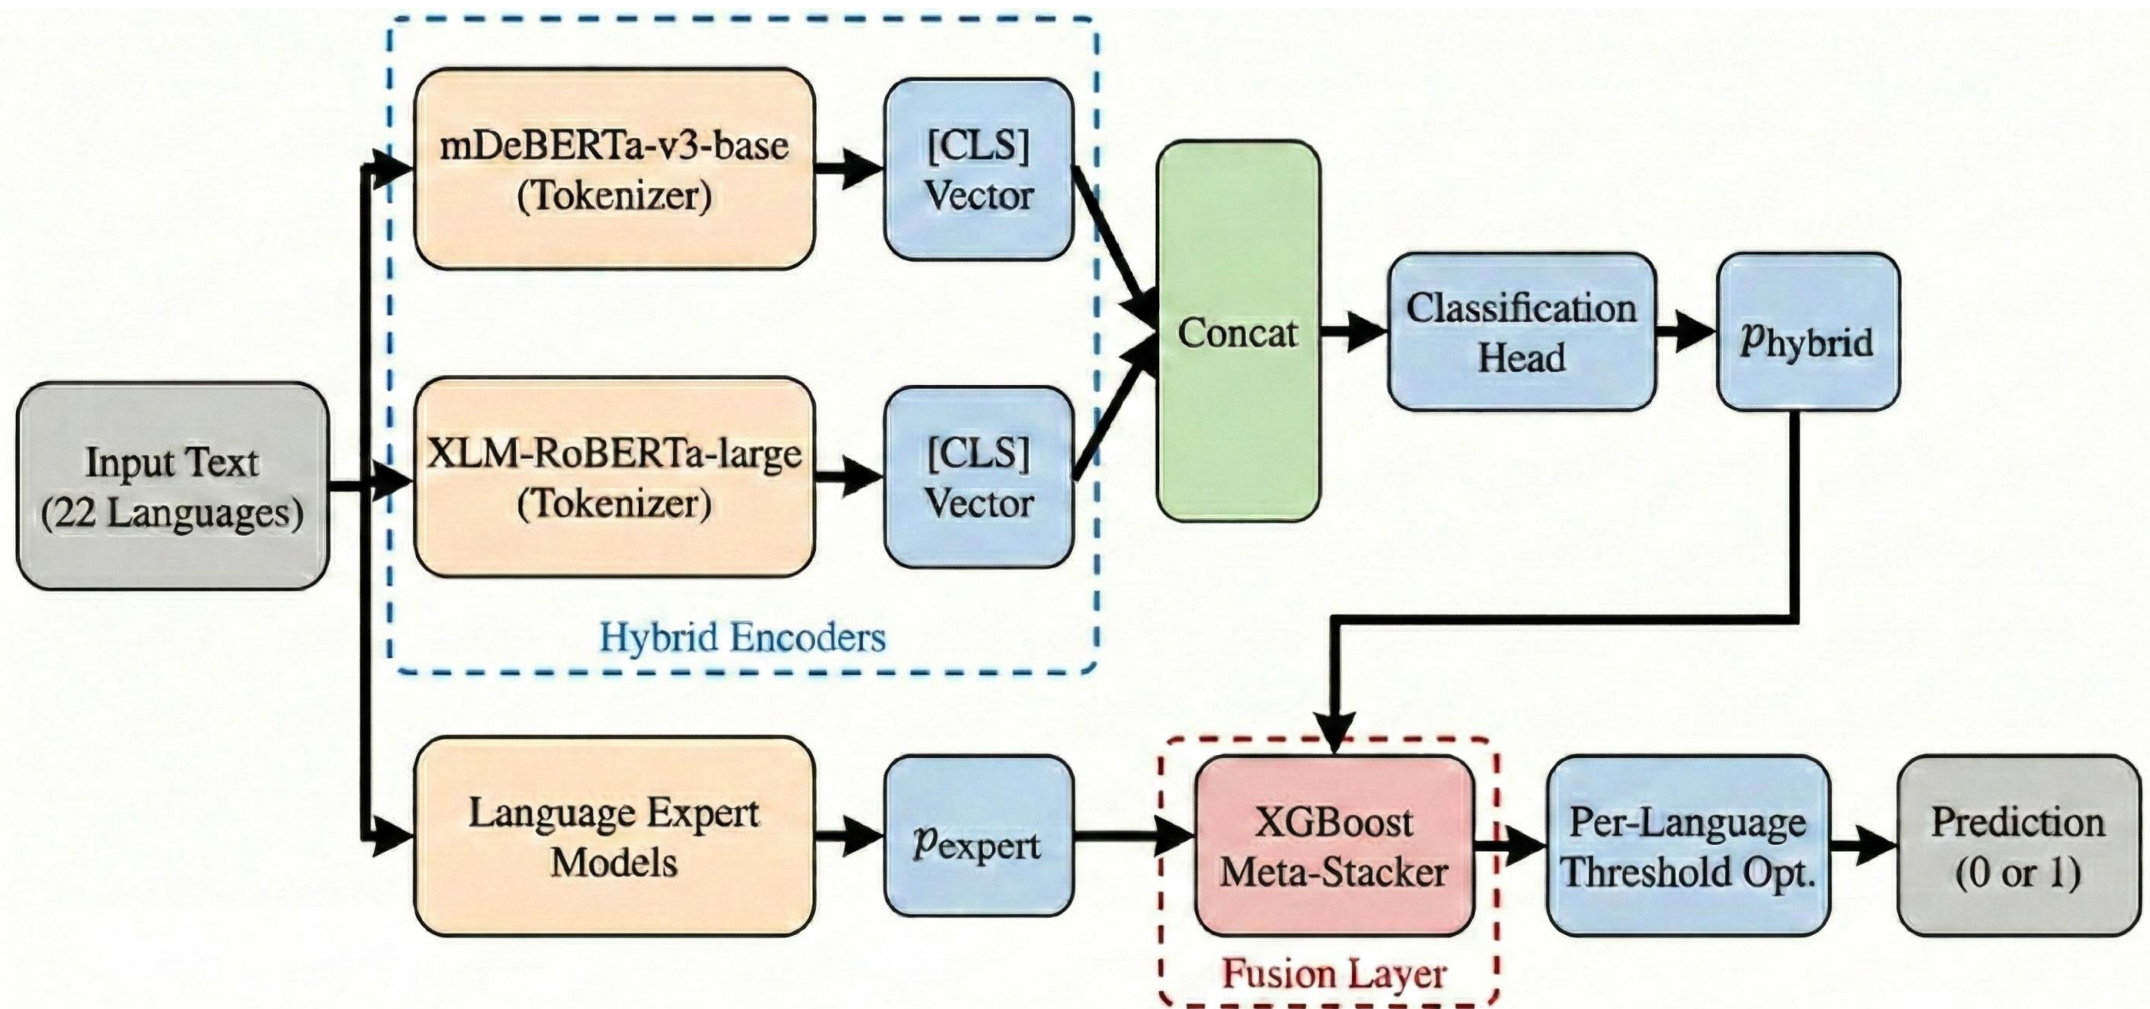 mDeBERTa-v3-base
(Tokenizer)
[CLS]
Vector
Concat
Classification
Head
phybrid
Input Text
(22 Languages)
XLM-RoBERTa-large
(Tokenizer)
[CLS]
Vector
Hybrid Encoders
Language Expert
Models
pexpert
XGBoost
Meta-Stacker
Per-Language
Threshold Opt.
Prediction
(0 or 1)
Fusion Layer